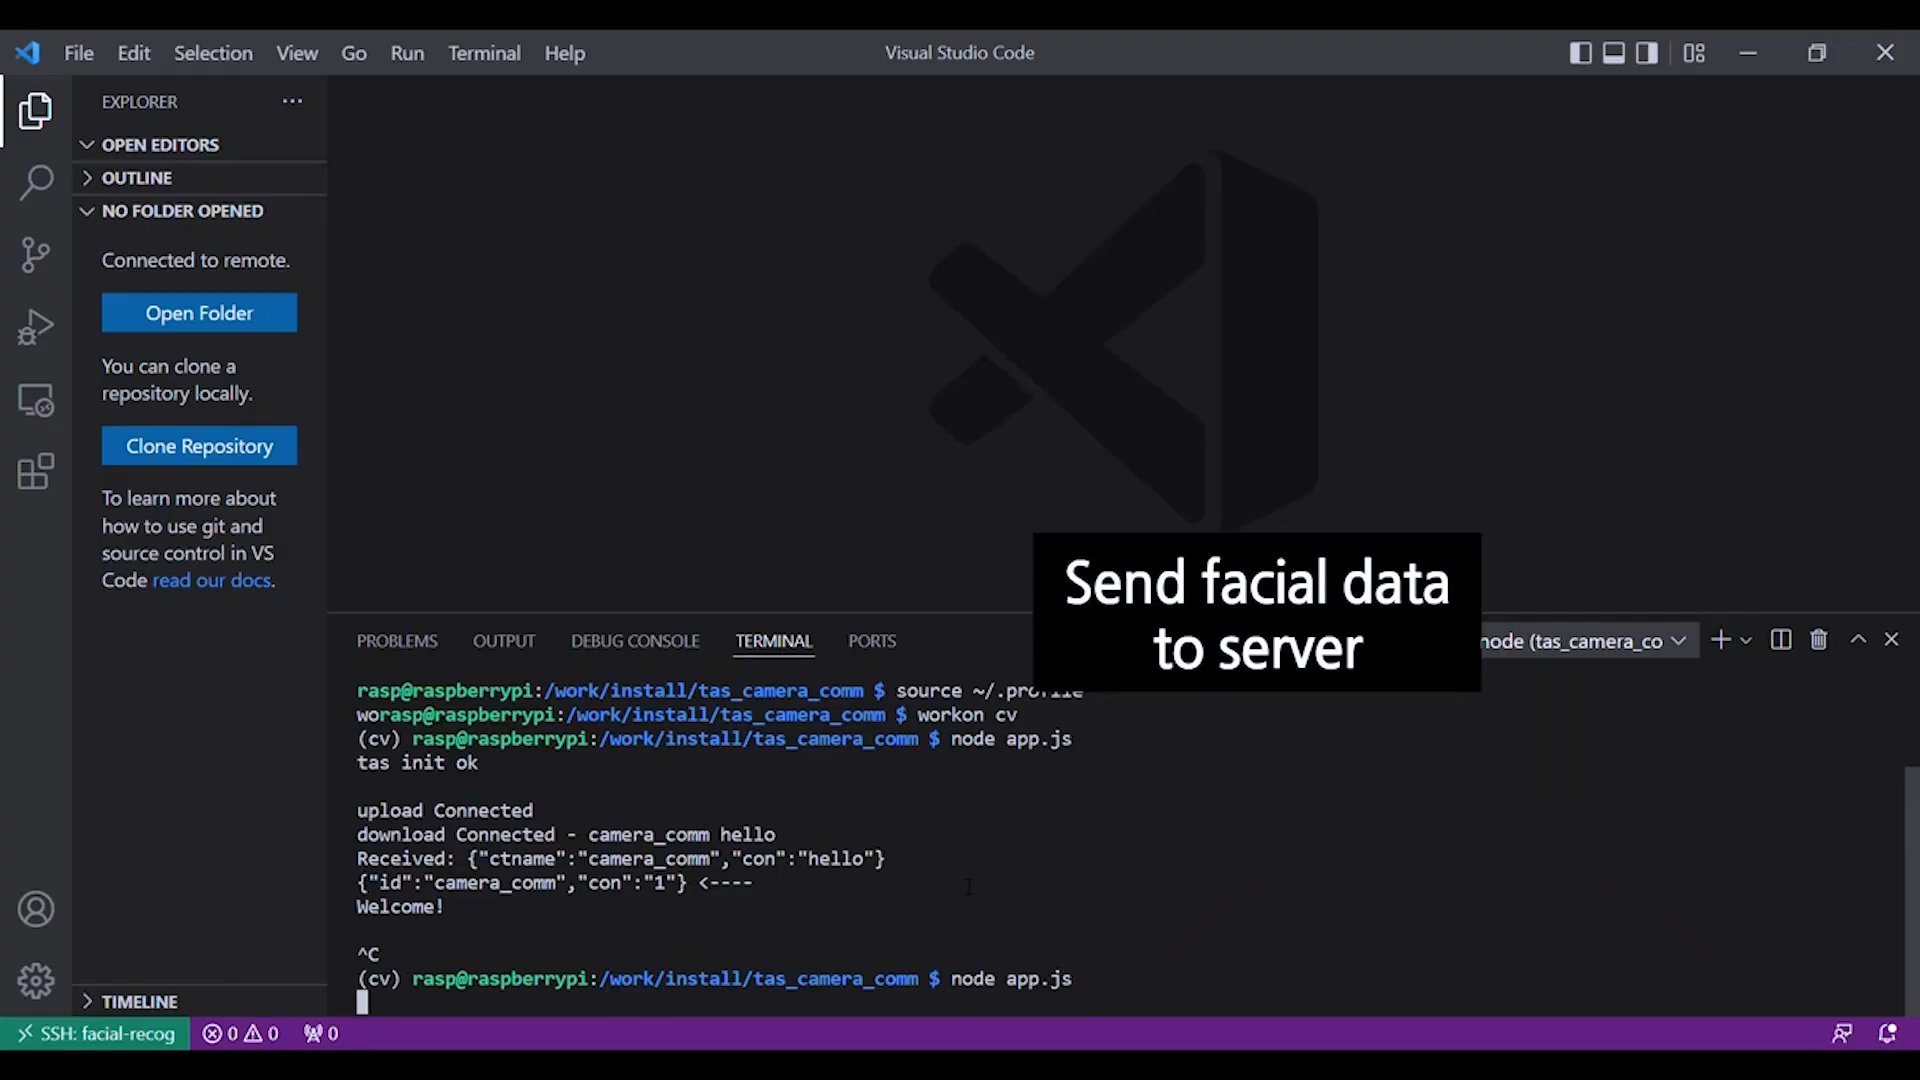 File Edit Selection View Go Run Terminal Help
Visual Studio Code
EXPLORER
OPEN EDITORS
OUTLINE
NO FOLDER OPENED
Connected to remote.
Open Folder
You can clone a
repository locally.
Clone Repository
To learn more about
how to use git and
source control in VS
Code read our docs.
TIMELINE
Send facial data
to server
PROBLEMS OUTPUT DEBUG CONSOLE TERMINAL PORTS
node (tas_camera_co
rasp@raspberrypi:/work/install/tas_camera_comm $ source ~/.profile
worasp@raspberrypi:/work/install/tas_camera_comm $ workon cv
(cv) rasp@raspberrypi:/work/install/tas_camera_comm $ node app.js
tas init ok
upload Connected
download Connected - camera_comm hello
Received: {"ctname":"camera_comm","con":"hello"}
{"id":"camera_comm","con":"1"} <----
Welcome!
^C
(cv) rasp@raspberrypi:/work/install/tas_camera_comm $ node app.js
SSH: facial-recog 0 0 0